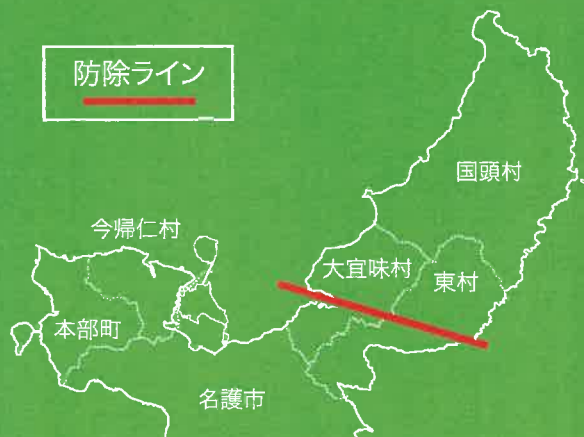 防除ライン
国頭村
今帰仁村
大宜味村
東村
本部町
名護市